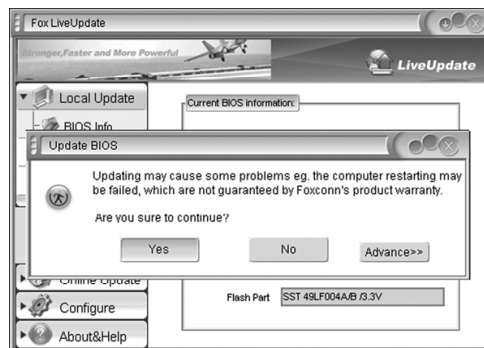 Fox LiveUpdate
Stronger,Faster and More Powerful
LiveUpdate
Local Update
Current BIOS information:
BIOS Info
Update BIOS
Updating may cause some problems eg. the computer restarting may
be failed, which are not guaranteed by Foxconn's product warranty.
Are you sure to continue?
Yes
No
Advance>>
Online Update
Flash Part
SST 49LF004A/B /3.3V
Configure
About&Help